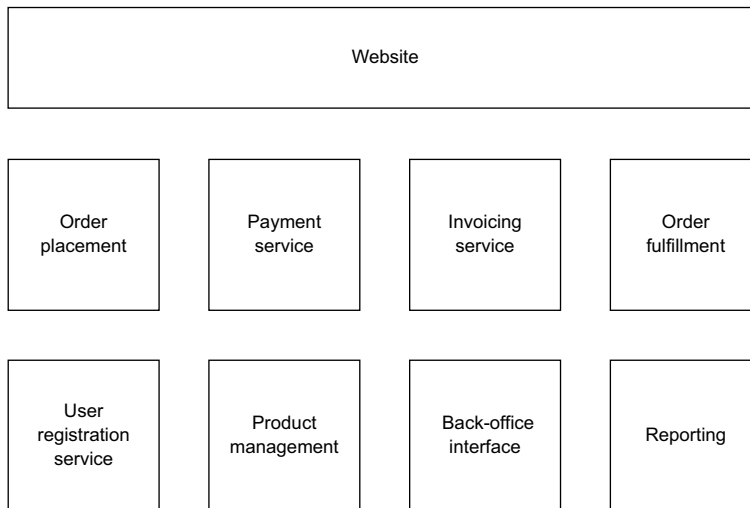 Website
Order
placement
Payment
service
Invoicing
service
Order
fulfillment
User
registration
service
Product
management
Back-office
interface
Reporting